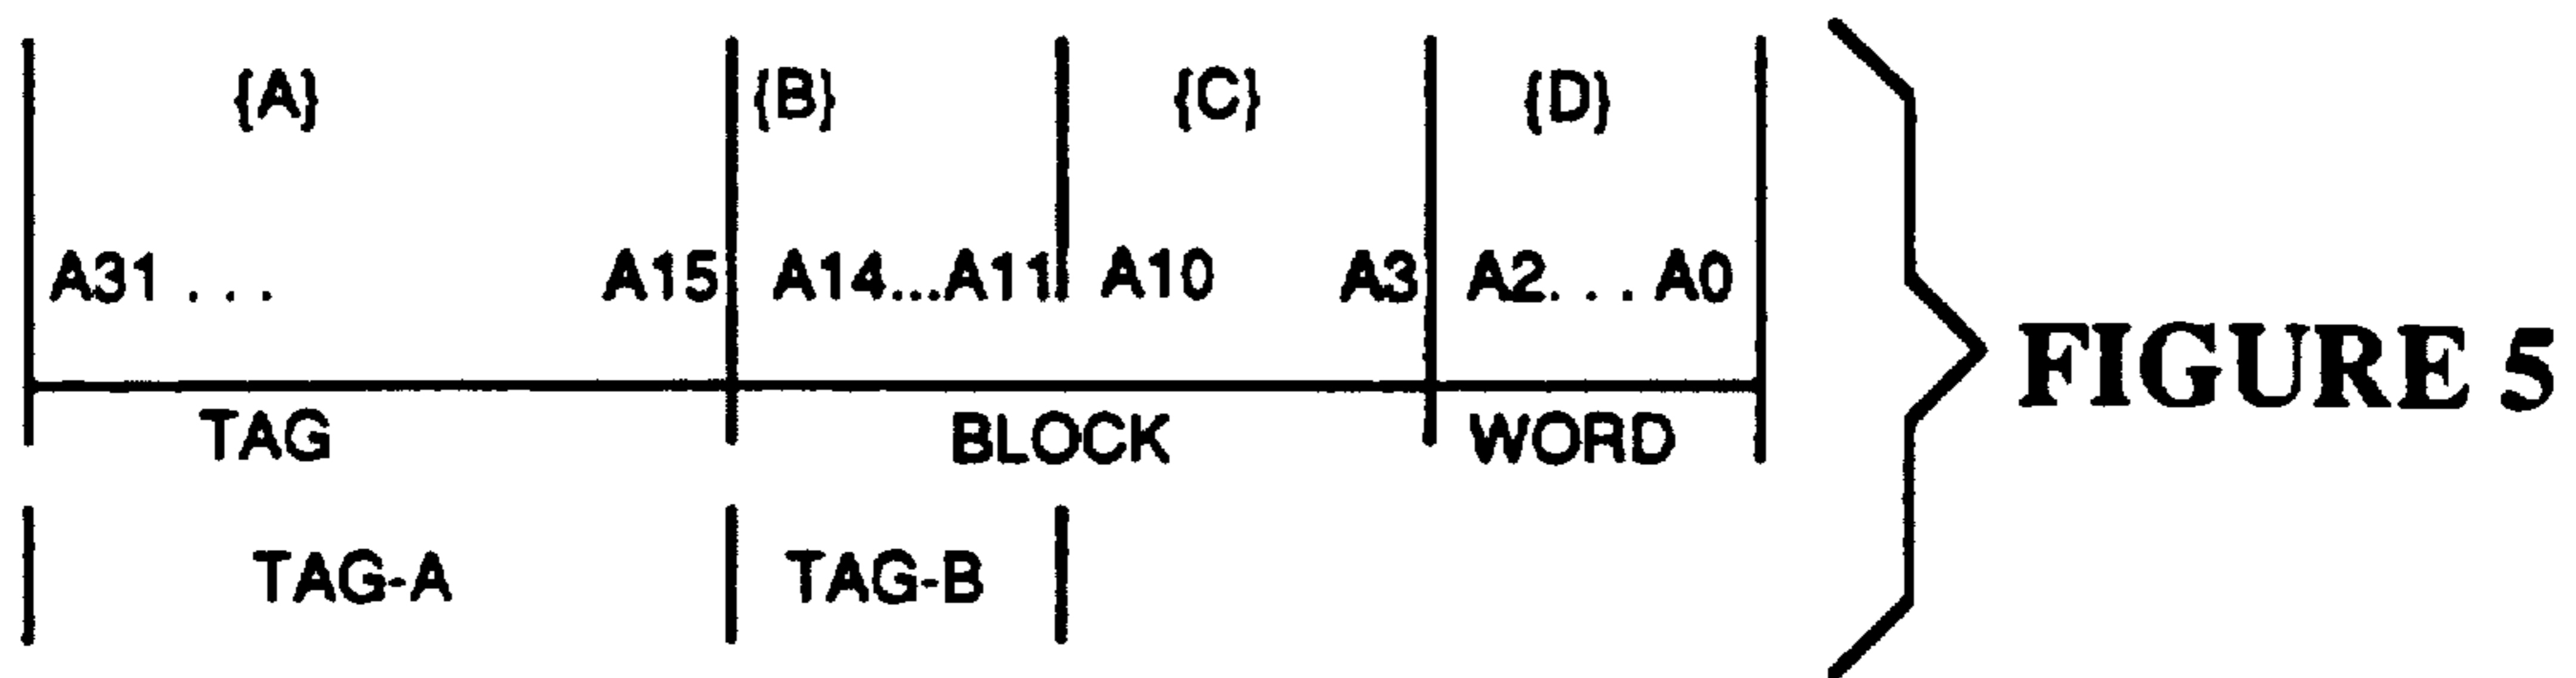 {A} {B} {C} {D}
A31 . . . A15 A14...A11 A10 A3 A2. . . A0
FIGURE 5
TAG BLOCK WORD
TAG-A TAG-B